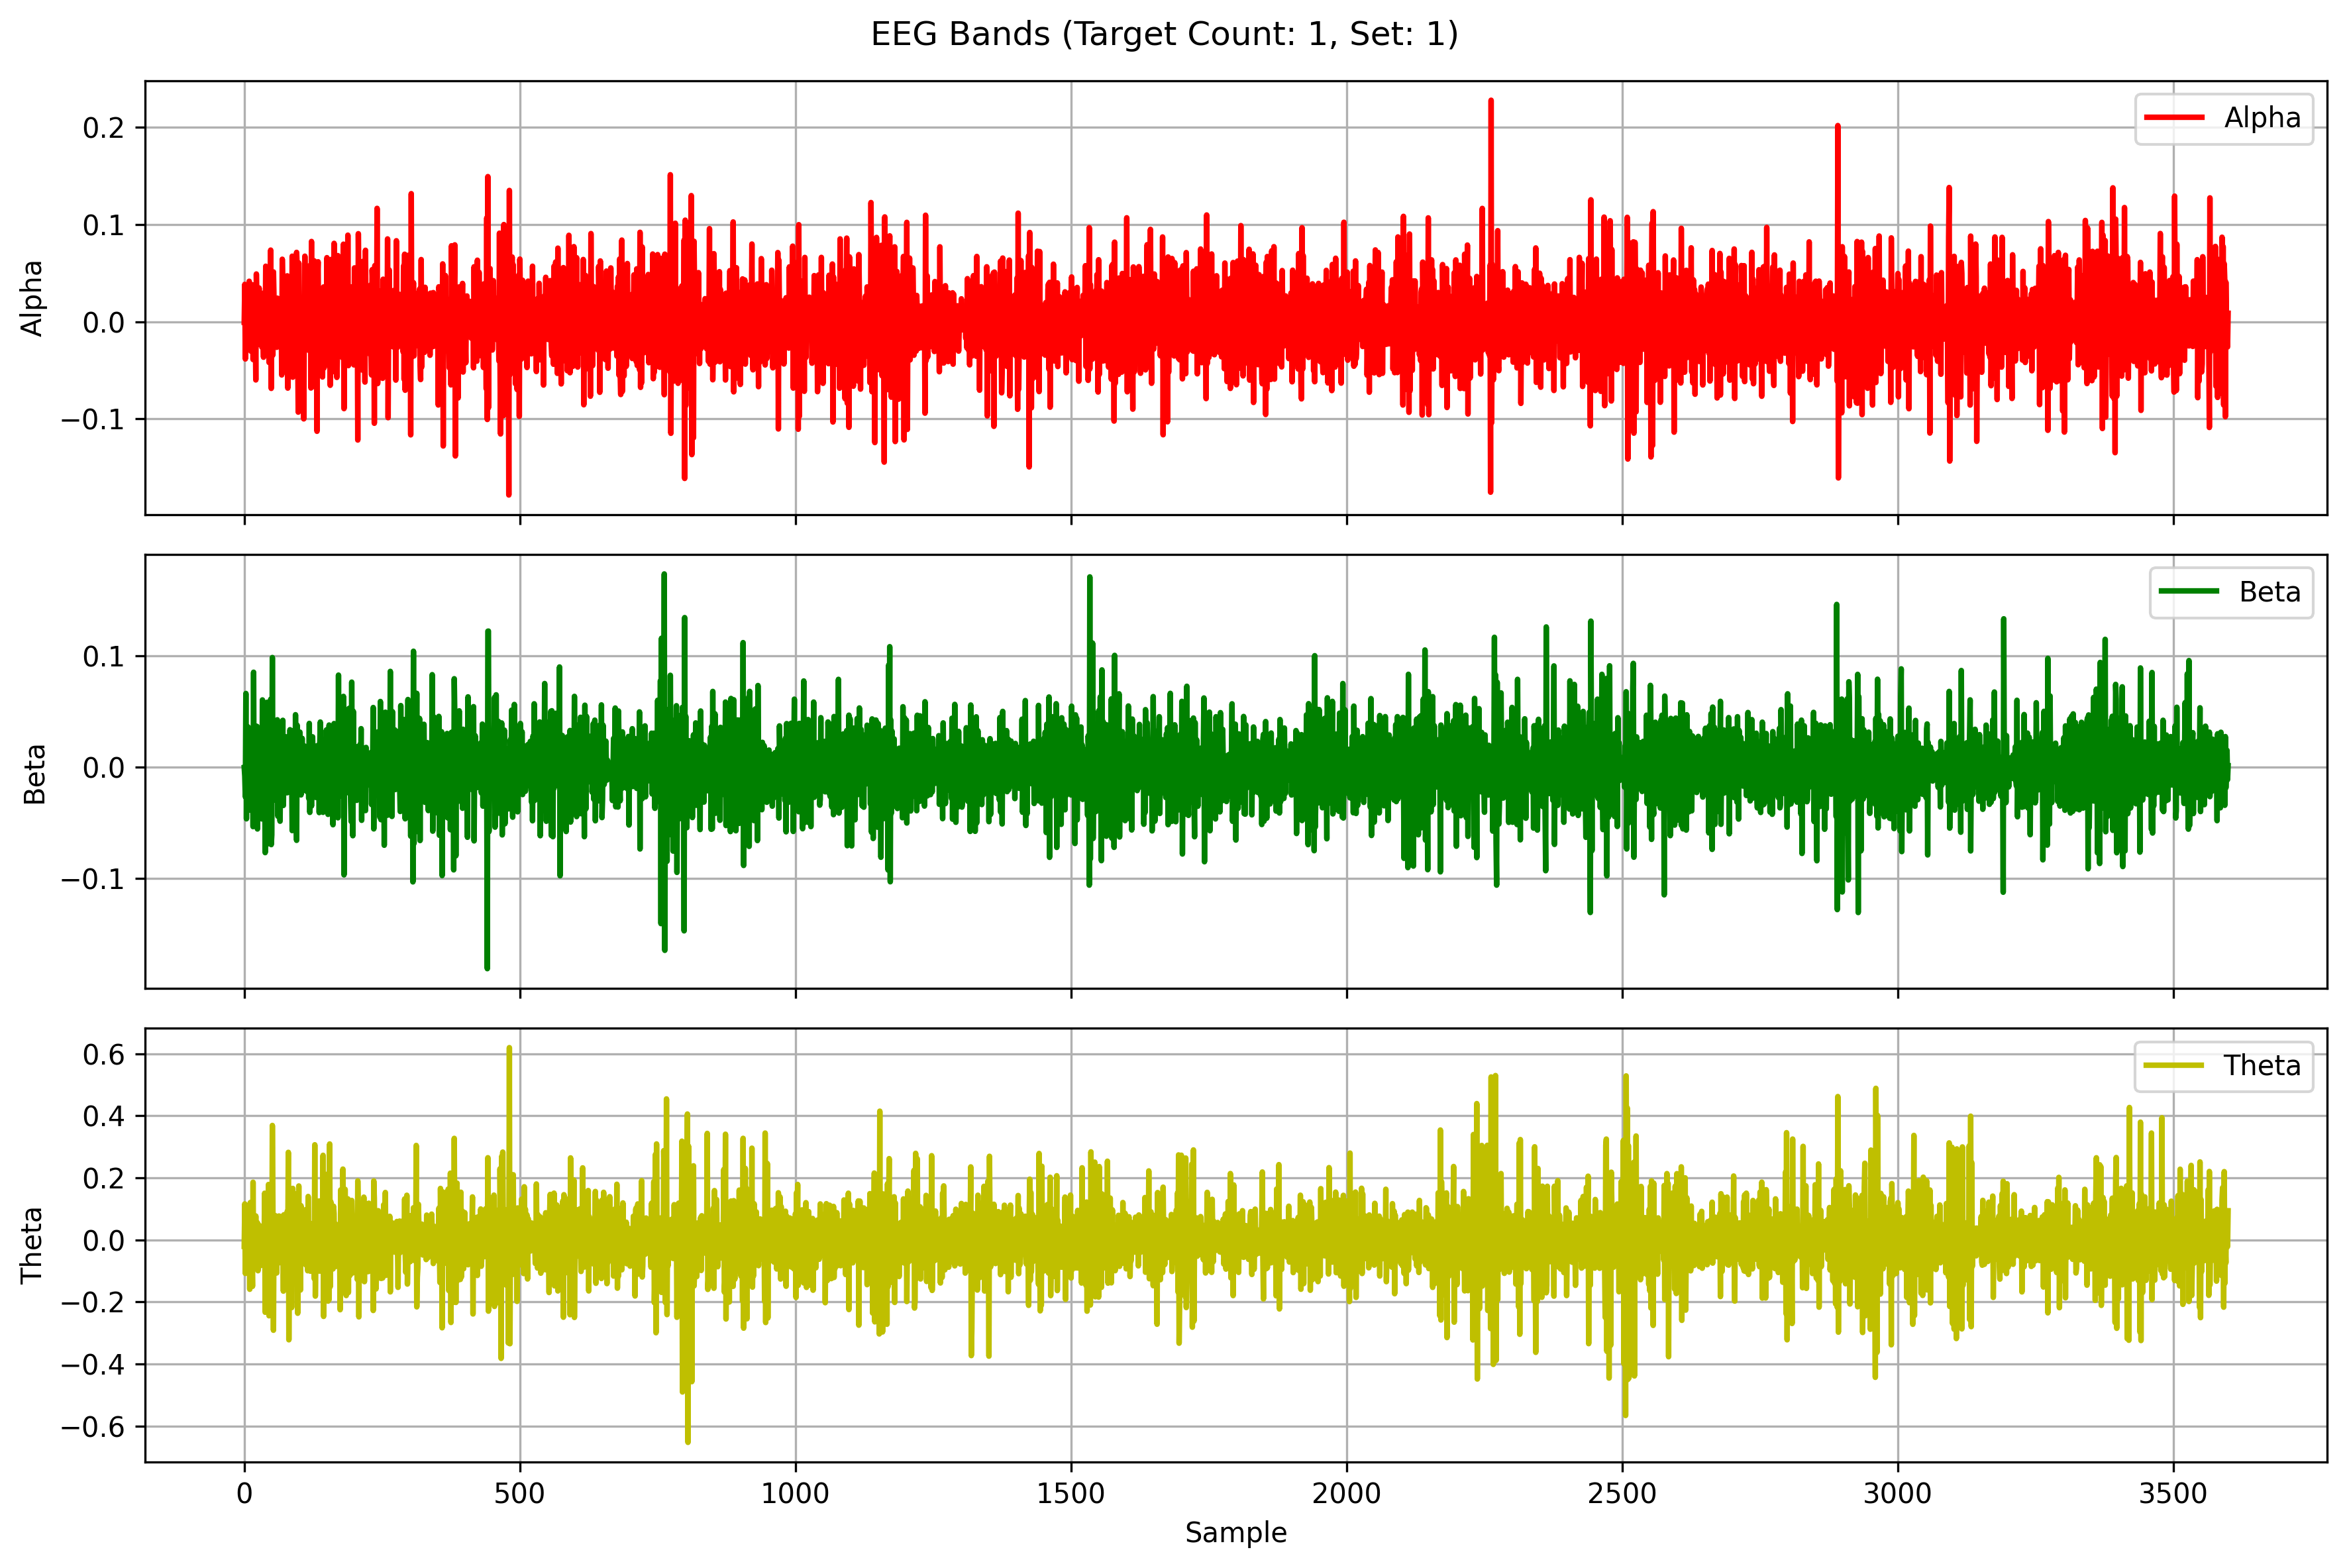 EEG Bands (Target Count: 1, Set: 1)
Alpha
0.2
0.1
0.0
−0.1
Alpha
Beta
0.1
0.0
−0.1
Beta
Theta
0.6
0.4
0.2
0.0
−0.2
−0.4
−0.6
Theta
0 500 1000 1500 2000 2500 3000 3500
Sample